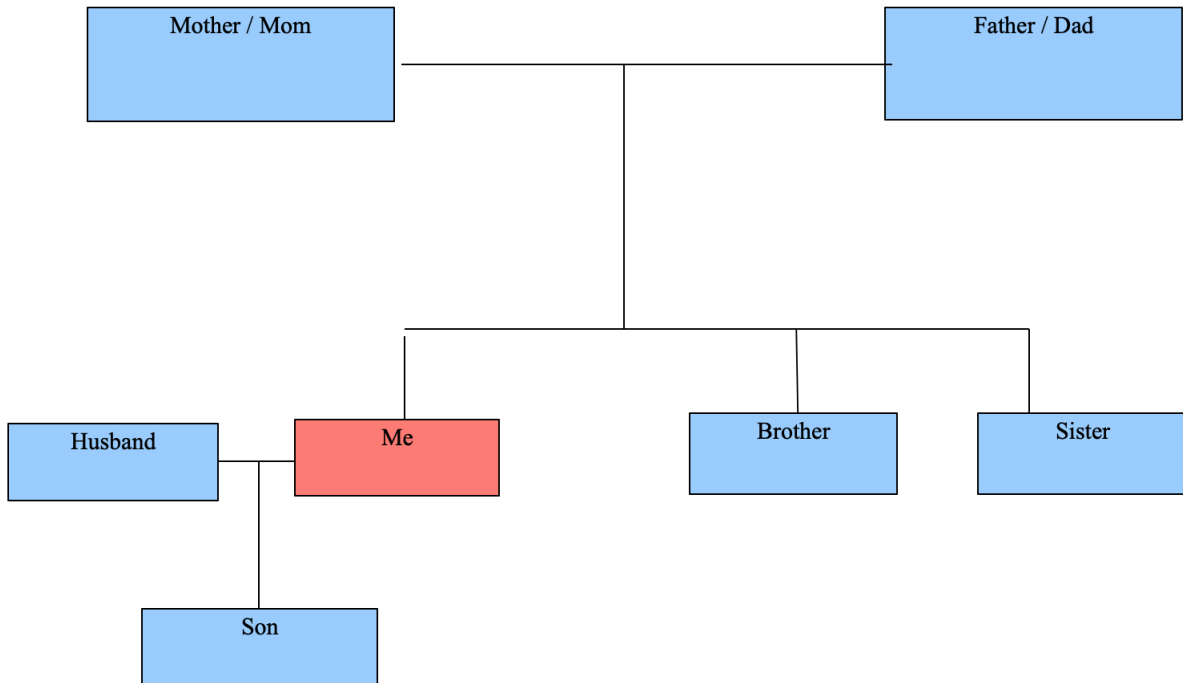 Mother / Mom
Father / Dad
Husband
Me
Brother
Sister
Son